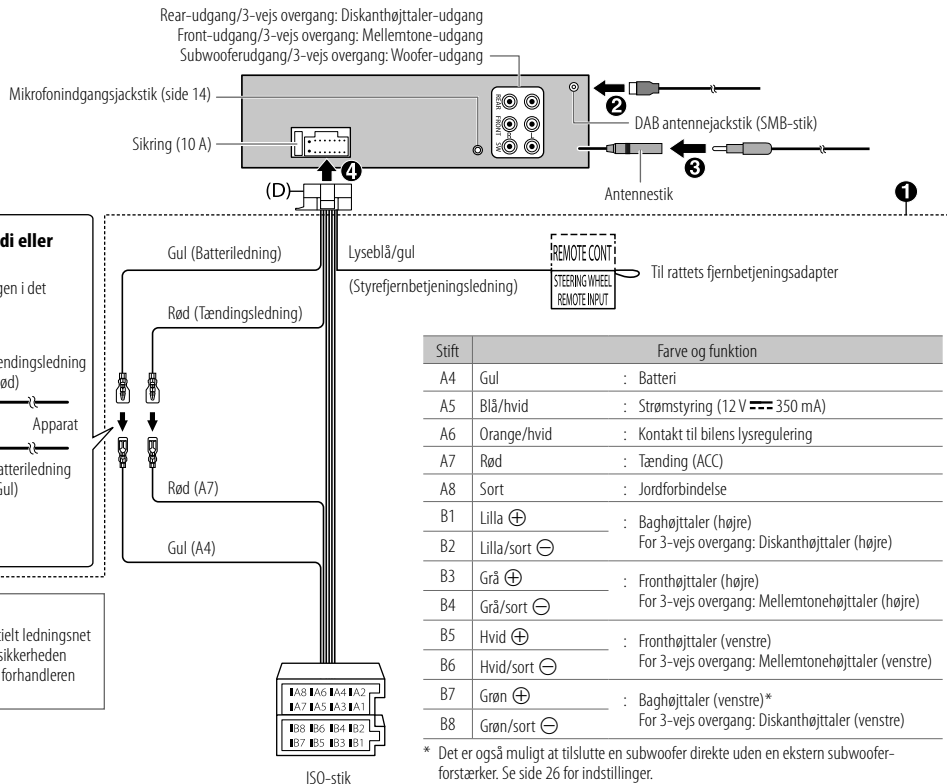 Rear-udgang/3-vejs overgang: Diskanthøjttaler-udgang
Front-udgang/3-vejs overgang: Mellemtone-udgang
Subwooferudgang/3-vejs overgang: Woofer-udgang
Mikrofonindgangsjackstik (side 14)
REAR
FRONT
SW
2
DAB antennejackstik (SMB-stik)
Sikring (10 A)
4
3
Antennestik
(D)
1
di eller
gen i det
endingsledning
ød)
Apparat
atteriledning
Gul)
Gul (Batteriledning)
Rød (Tændingsledning)
Lyseblå/gul
(Styrefjernbetjeningsledning)
REMOTE CONT
STEERING WHEEL
REMOTE INPUT
Til rattets fjernbetjeningsadapter
Rød (A7)
Gul (A4)
tielt ledningsnet
sikkerheden
forhandleren
A8 A6 A4 A2
A7 A5 A3 A1
B8 B6 B4 B2
B7 B5 B3 B1
ISO-stik
Stift Farve og funktion
A4 Gul : Batteri
A5 Blå/hvid : Strømstyring (12 V ⎓ 350 mA)
A6 Orange/hvid : Kontakt til bilens lysregulering
A7 Rød : Tænding (ACC)
A8 Sort : Jordforbindelse
B1 Lilla ⊕ : Baghøjttaler (højre)
B2 Lilla/sort ⊖ For 3-vejs overgang: Diskanthøjttaler (højre)
B3 Grå ⊕ : Fronthøjttaler (højre)
B4 Grå/sort ⊖ For 3-vejs overgang: Mellemtonehøjttaler (højre)
B5 Hvid ⊕ : Fronthøjttaler (venstre)
B6 Hvid/sort ⊖ For 3-vejs overgang: Mellemtonehøjttaler (venstre)
B7 Grøn ⊕ : Baghøjttaler (venstre)*
B8 Grøn/sort ⊖ For 3-vejs overgang: Diskanthøjttaler (venstre)
* Det er også muligt at tilslutte en subwoofer direkte uden en ekstern subwoofer-
forstærker. Se side 26 for indstillinger.